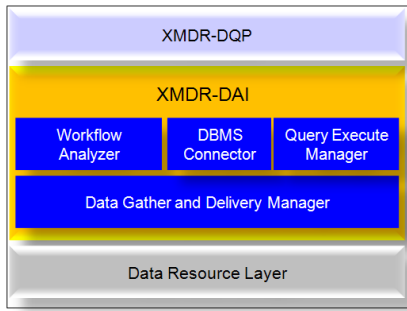 XMDR-DQP
XMDR-DAI
Workflow
Analyzer
DBMS
Connector
Query Execute
Manager
Data Gather and Delivery Manager
Data Resource Layer